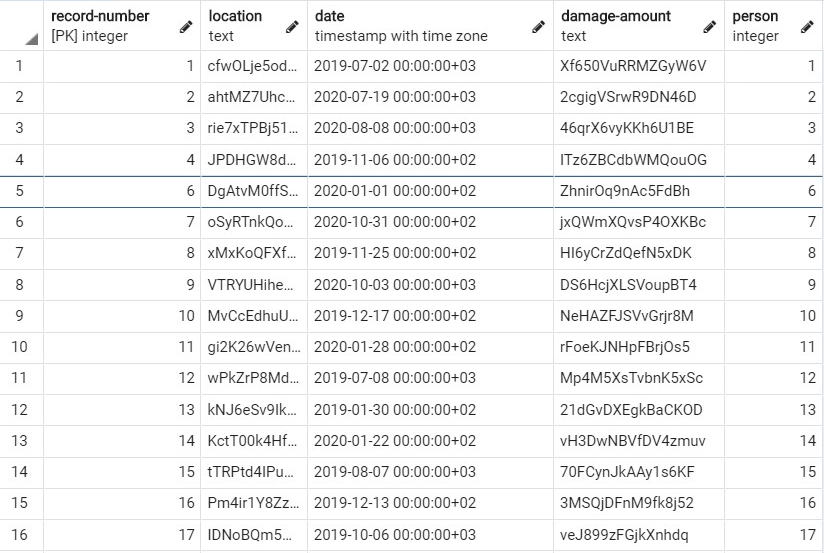 record-number location date damage-amount person
[PK] integer text timestamp with time zone text integer
1 1 cfwOLje5od... 2019-07-02 00:00:00+03 Xf650VuRRMZGyW6V 1
2 2 ahtMZ7Uhc... 2020-07-19 00:00:00+03 2cgigVSrwR9DN46D 2
3 3 rie7xTPBj51... 2020-08-08 00:00:00+03 46qrX6vyKKh6U1BE 3
4 4 JPDHGW8d... 2019-11-06 00:00:00+02 ITz6ZBCdbWMQouOG 4
5 6 DgAtvM0ffS... 2020-01-01 00:00:00+02 ZhnirOq9nAc5FdBh 6
6 7 oSyRTnkQo... 2020-10-31 00:00:00+02 jxQWmXQvsP4OXKBc 7
7 8 xMxKoQFXf... 2019-11-25 00:00:00+02 HI6yCrZdQefN5xDK 8
8 9 VTRYUHihe... 2020-10-03 00:00:00+03 DS6HcjXLSVoupBT4 9
9 10 MvCcEdhuU... 2019-12-17 00:00:00+02 NeHAZFJSVvGrjr8M 10
10 11 gi2K26wVen... 2020-01-28 00:00:00+02 rFoeKJNHpFBrjOs5 11
11 12 wPkZrP8Md... 2019-07-08 00:00:00+03 Mp4M5XsTvbnK5xSc 12
12 13 kNJ6eSv9Ik... 2019-01-30 00:00:00+02 21dGvDXEgkBaCKOD 13
13 14 KctT00k4Hf... 2020-01-22 00:00:00+02 vH3DwNBVfDV4zmuv 14
14 15 tTRPtd4IPu... 2019-08-07 00:00:00+03 70FCynJkAAy1s6KF 15
15 16 Pm4ir1Y8Zz... 2019-12-13 00:00:00+02 3MSQjDFnM9fk8j52 16
16 17 IDNoBQm5... 2019-10-06 00:00:00+03 veJ899zFGjkXnhdq 17